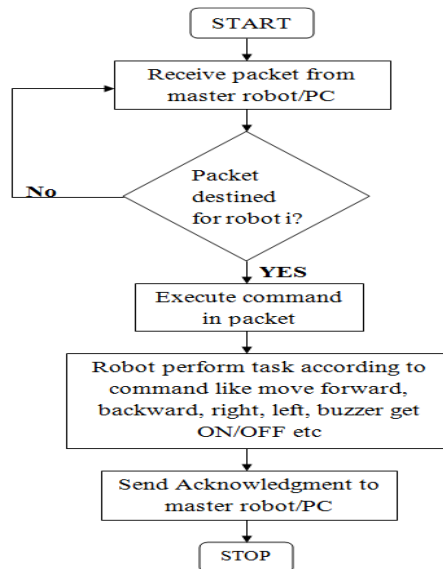 START
Receive packet from
master robot/PC
Packet
destined
for robot i?
No
YES
Execute command
in packet
Robot perform task according to
command like move forward,
backward, right, left, buzzer get
ON/OFF etc
Send Acknowledgment to
master robot/PC
STOP